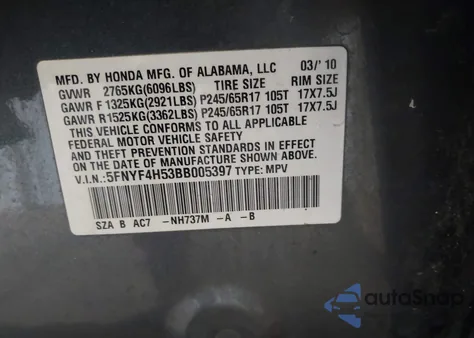 MFD. BY HONDA MFG. OF ALABAMA, LLC 03/'10
GVWR 2765KG(6096LBS) TIRE SIZE RIM SIZE
GAWR F 1325KG(2921LBS) P245/65R17 105T 17X7.5J
GAWR R1525KG(3362LBS) P245/65R17 105T 17X7.5J
THIS VEHICLE CONFORMS TO ALL APPLICABLE
FEDERAL MOTOR VEHICLE SAFETY
AND THEFT PREVENTION STANDARDS IN EFFECT
ON THE DATE OF MANUFACTURE SHOWN ABOVE.
V.I.N.:5FNYF4H53BB005397 TYPE: MPV
SZA B AC7 -NH737M -A -B
autoSnap